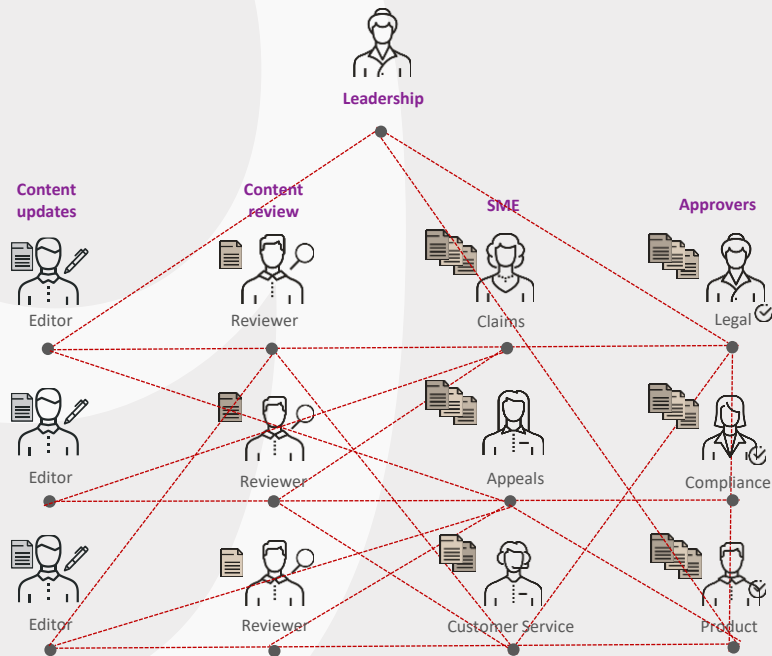 Leadership
Content
updates
Content
review
SME
Approvers
Editor
Reviewer
Claims
Legal
Editor
Reviewer
Appeals
Compliance
Editor
Reviewer
Customer Service
Product